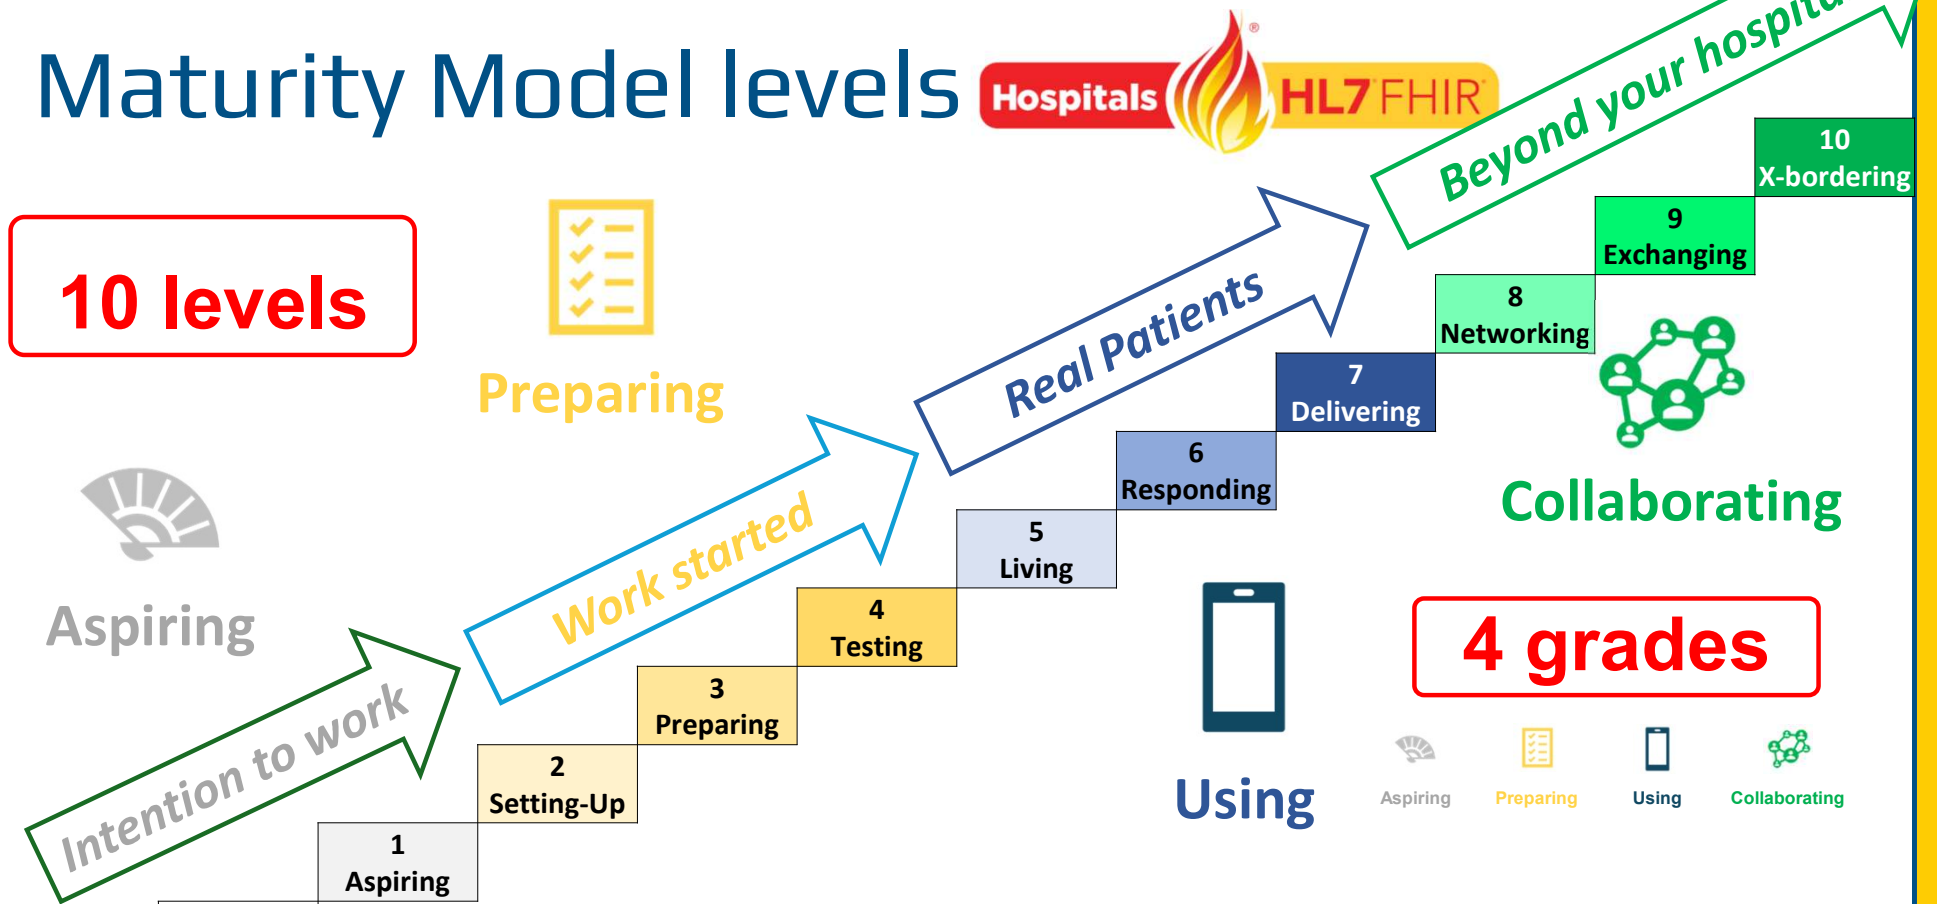 Maturity Model levels
Hospitals HL7 FHIR
®
10 levels
Preparing
Aspiring
Intention to work
Work started
Real Patients
Beyond your
10
X-bordering
9
Exchanging
8
Networking
7
Delivering
6
Responding
5
Living
4
Testing
3
Preparing
2
Setting-Up
1
Aspiring
Collaborating
Using
4 grades
Aspiring Preparing Using Collaborating